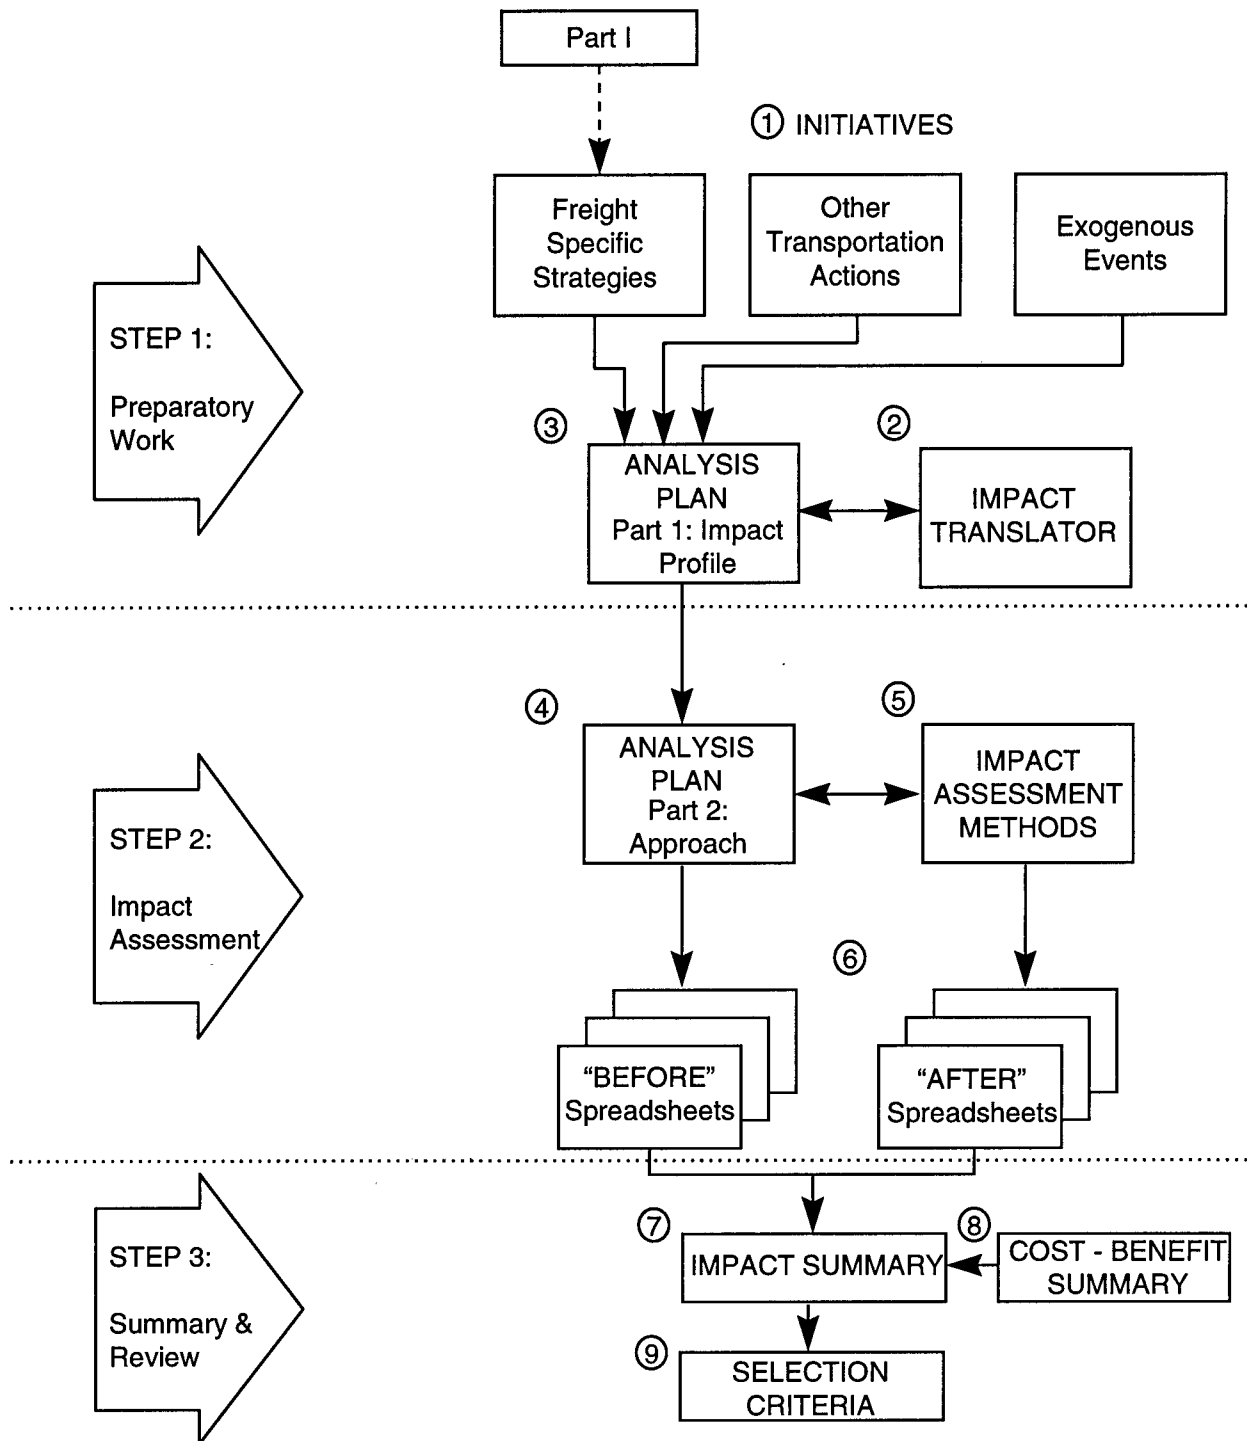 Part I
① INITIATIVES
Freight
Specific
Strategies
Other
Transportation
Actions
Exogenous
Events
STEP 1:
Preparatory
Work
③
ANALYSIS
PLAN
Part 1: Impact
Profile
②
IMPACT
TRANSLATOR
STEP 2:
Impact
Assessment
④
ANALYSIS
PLAN
Part 2:
Approach
⑤
IMPACT
ASSESSMENT
METHODS
⑥
“BEFORE”
Spreadsheets
“AFTER”
Spreadsheets
STEP 3:
Summary &
Review
⑦
IMPACT SUMMARY
⑧
COST - BENEFIT
SUMMARY
⑨
SELECTION
CRITERIA